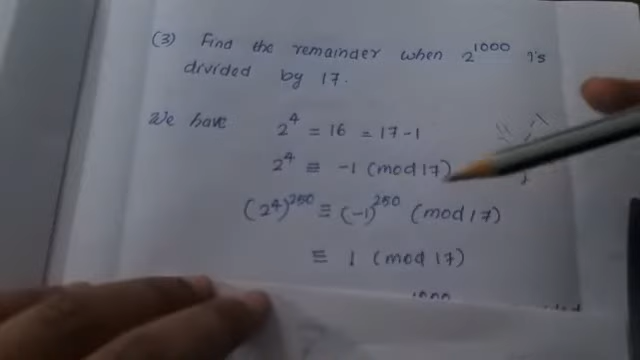 (3) Find the remainder when 2^1000 is
divided by 17.
We have 2^4 = 16 = 17-1
2^4 ≡ -1 (mod 17)
(2^4)^250 ≡ (-1)^250 (mod 17)
≡ 1 (mod 17)